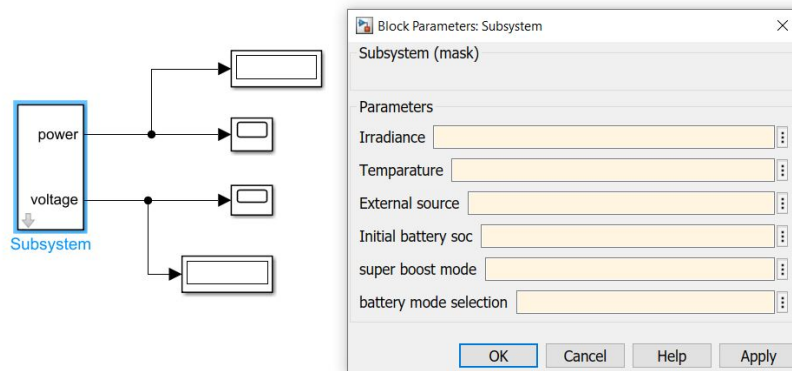 power
voltage
Subsystem
Block Parameters: Subsystem
Subsystem (mask)
Parameters
Irradiance
Temparature
External source
Initial battery soc
super boost mode
battery mode selection
OK
Cancel
Help
Apply